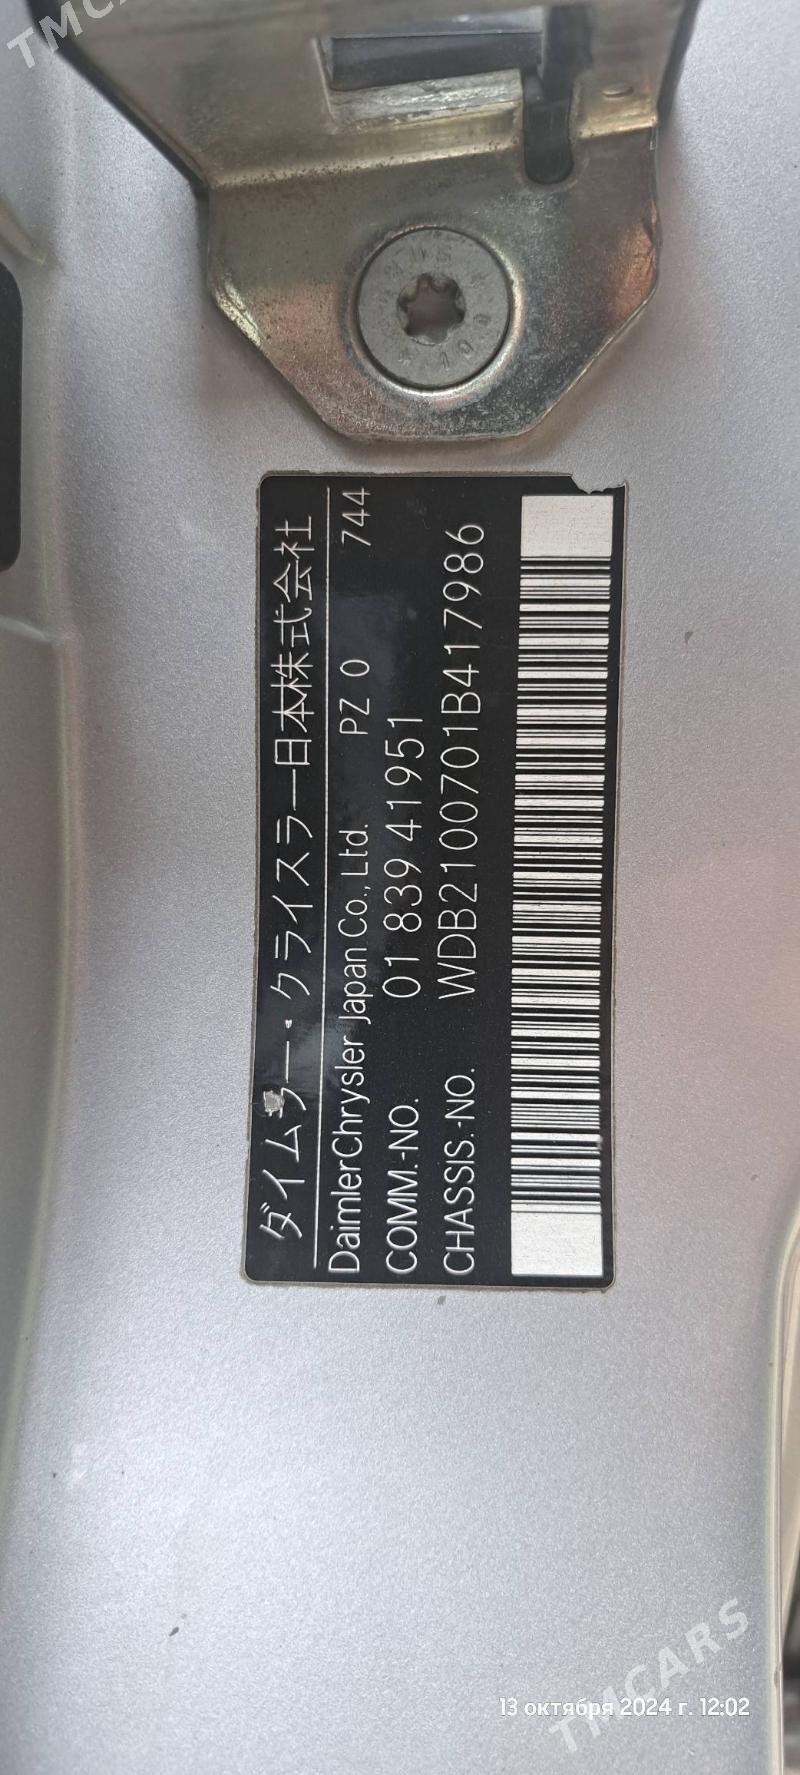 ダイムラー・クライスラー日本株式会社
DaimlerChrysler Japan Co., Ltd. PZ 0 744
COMM.-NO. 01 839 41951
CHASSIS.-NO. WDB2100701B417986
13 октября 2024 г. 12:02
TMCARS